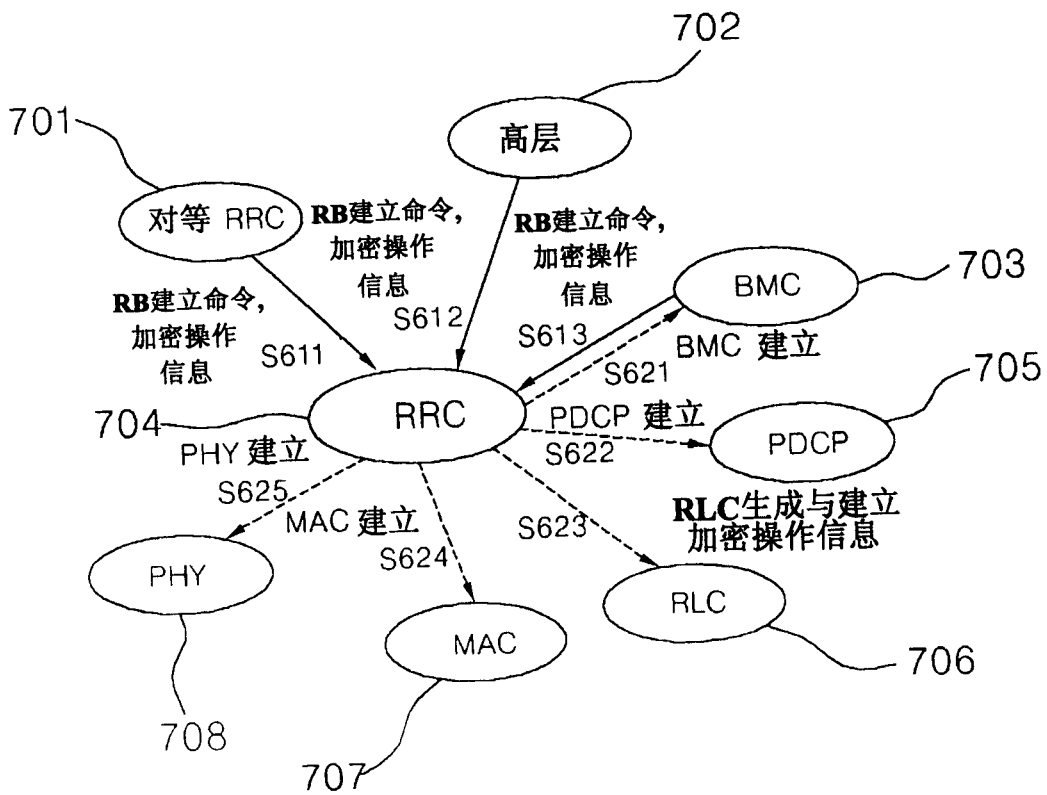 702
701
高层
对等 RRC
RB建立命令,
加密操作
信息
RB建立命令,
加密操作
信息
703
BMC
RB建立命令,
加密操作
信息
S612
S613
S611
BMC 建立
S621
705
704
RRC
PDCP 建立
PDCP
PHY 建立
S622
S625
RLC生成与建立
加密操作信息
MAC 建立
S623
S624
PHY
RLC
MAC
706
708
707